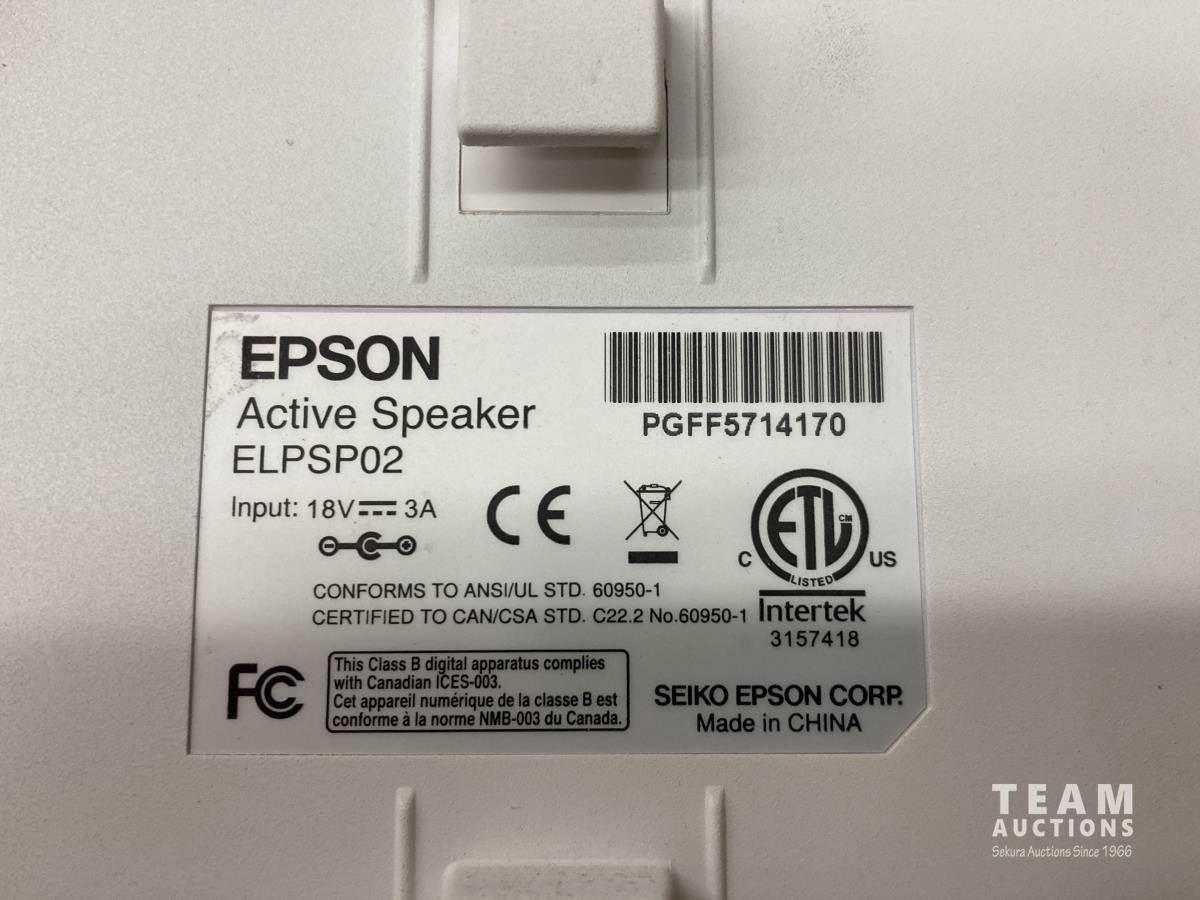 EPSON
Active Speaker
ELPSP02
PGFF5714170
Input: 18V⎓ 3A
CE
ETL CM
C US
LISTED
Intertek
3157418
CONFORMS TO ANSI/UL STD. 60950-1
CERTIFIED TO CAN/CSA STD. C22.2 No.60950-1
FC
This Class B digital apparatus complies
with Canadian ICES-003.
Cet appareil numérique de la classe B est
conforme à la norme NMB-003 du Canada.
SEIKO EPSON CORP.
Made in CHINA
TEAM
AUCTIONS
Sekura Auctions Since 1966